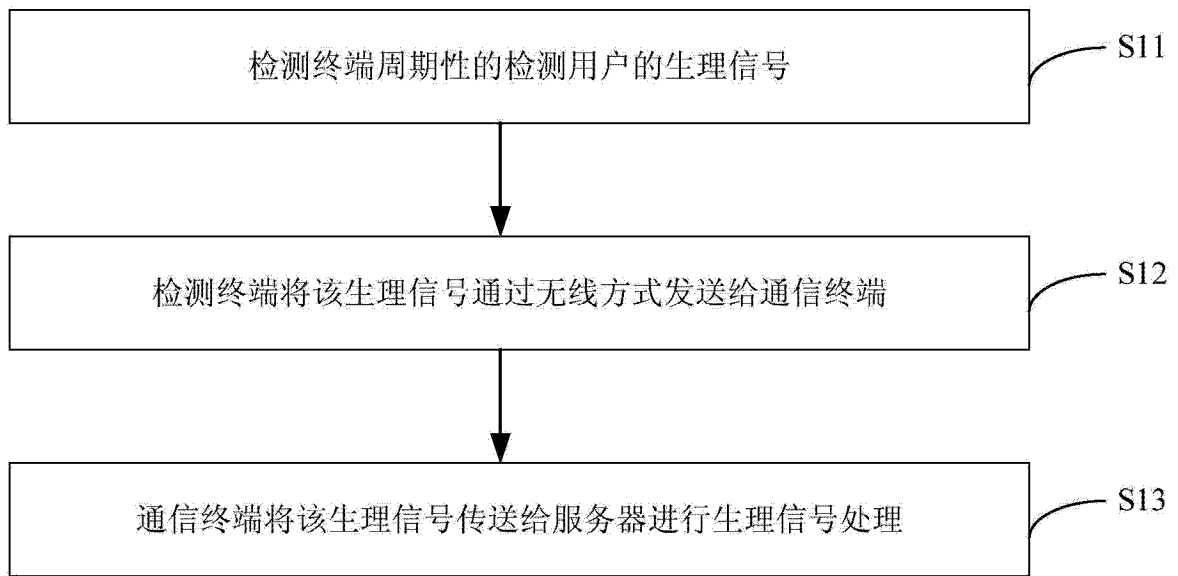 检测终端周期性的检测用户的生理信号
S11
检测终端将该生理信号通过无线方式发送给通信终端
S12
通信终端将该生理信号传送给服务器进行生理信号处理
S13